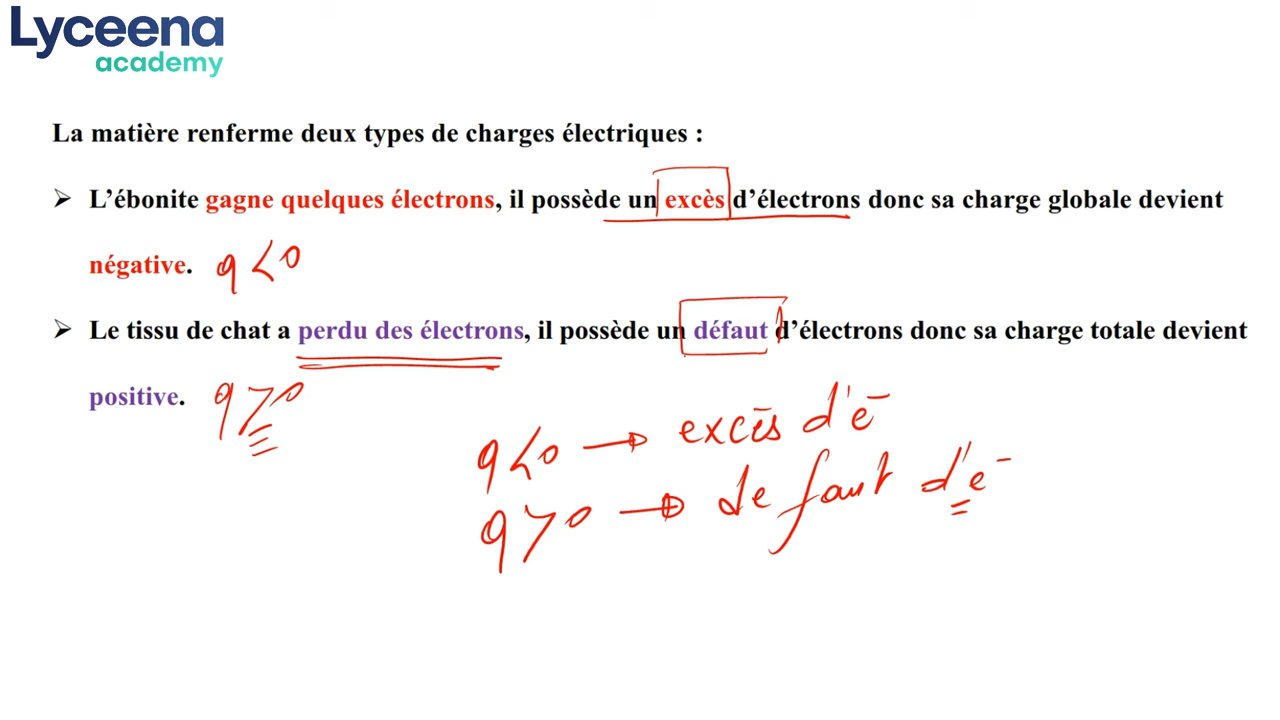 Lyceena
academy
La matière renferme deux types de charges électriques :
➢ L'ébonite gagne quelques électrons, il possède un excès d'électrons donc sa charge globale devient
négative. q < 0
➢ Le tissu de chat a perdu des électrons, il possède un défaut d'électrons donc sa charge totale devient
positive. q > 0
q < 0 → excès d'e⁻
q > 0 → defaut d'e⁻